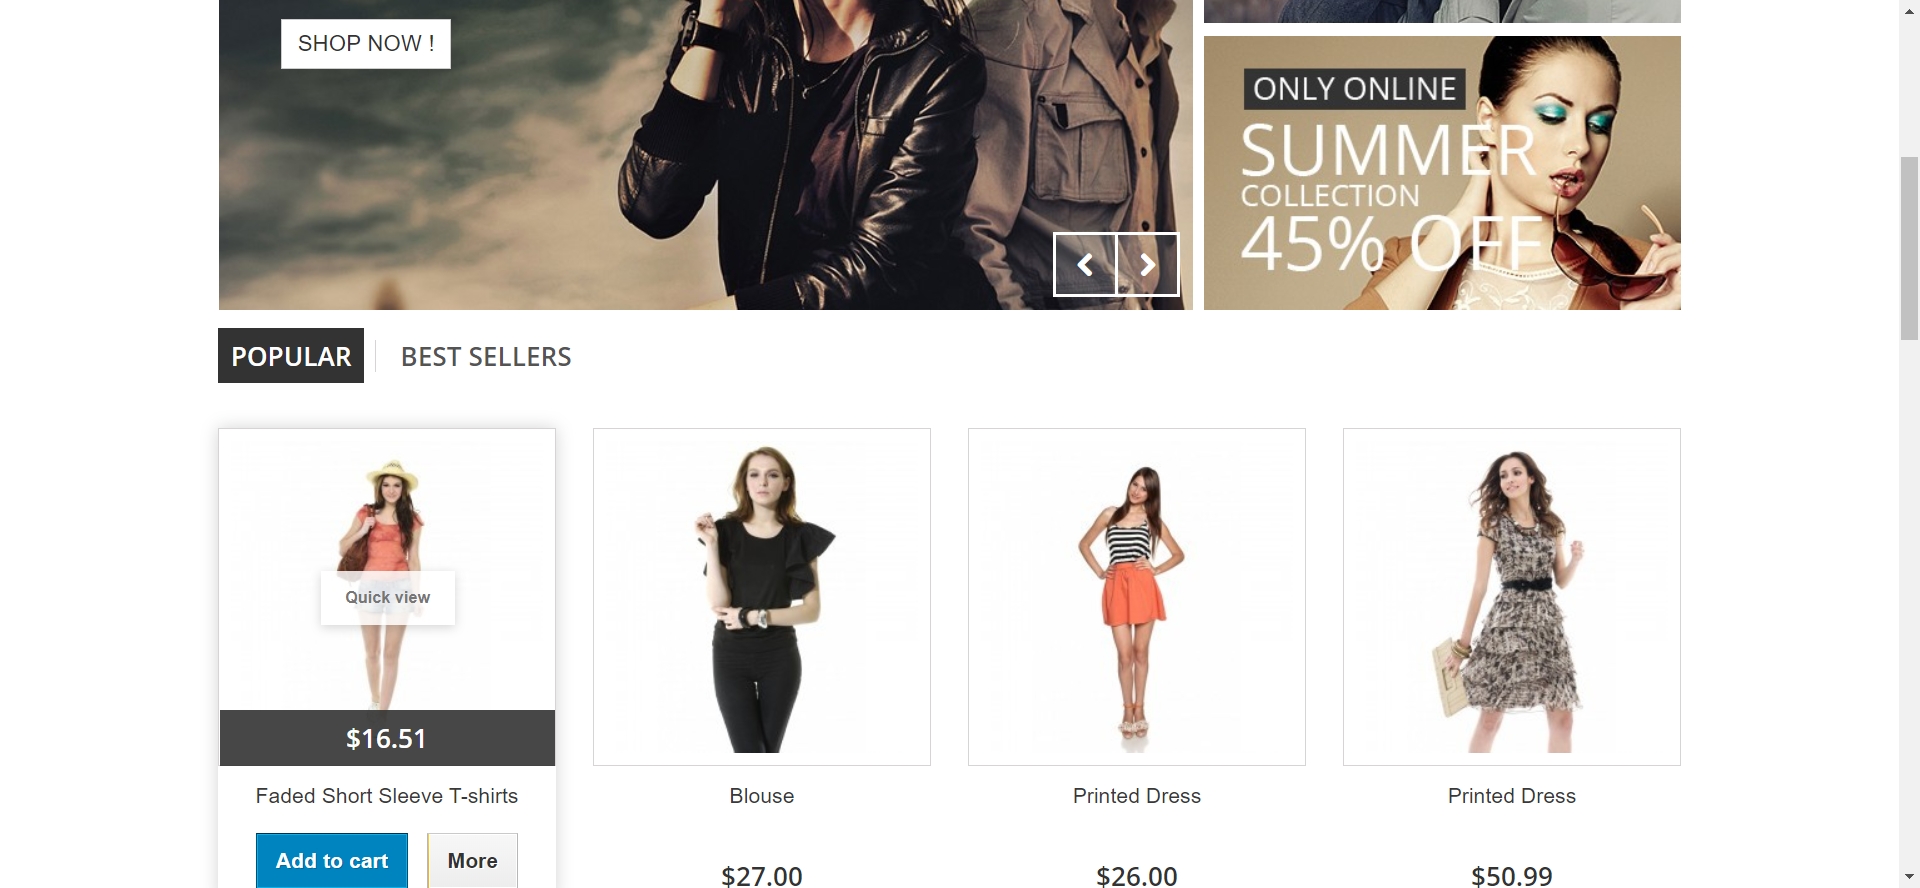 SHOP NOW !
ONLY ONLINE
SUMMER
COLLECTION
45% OFF
POPULAR
BEST SELLERS
Quick view
$16.51
Faded Short Sleeve T-shirts
Blouse
Printed Dress
Printed Dress
Add to cart
More
$27.00
$26.00
$50.99